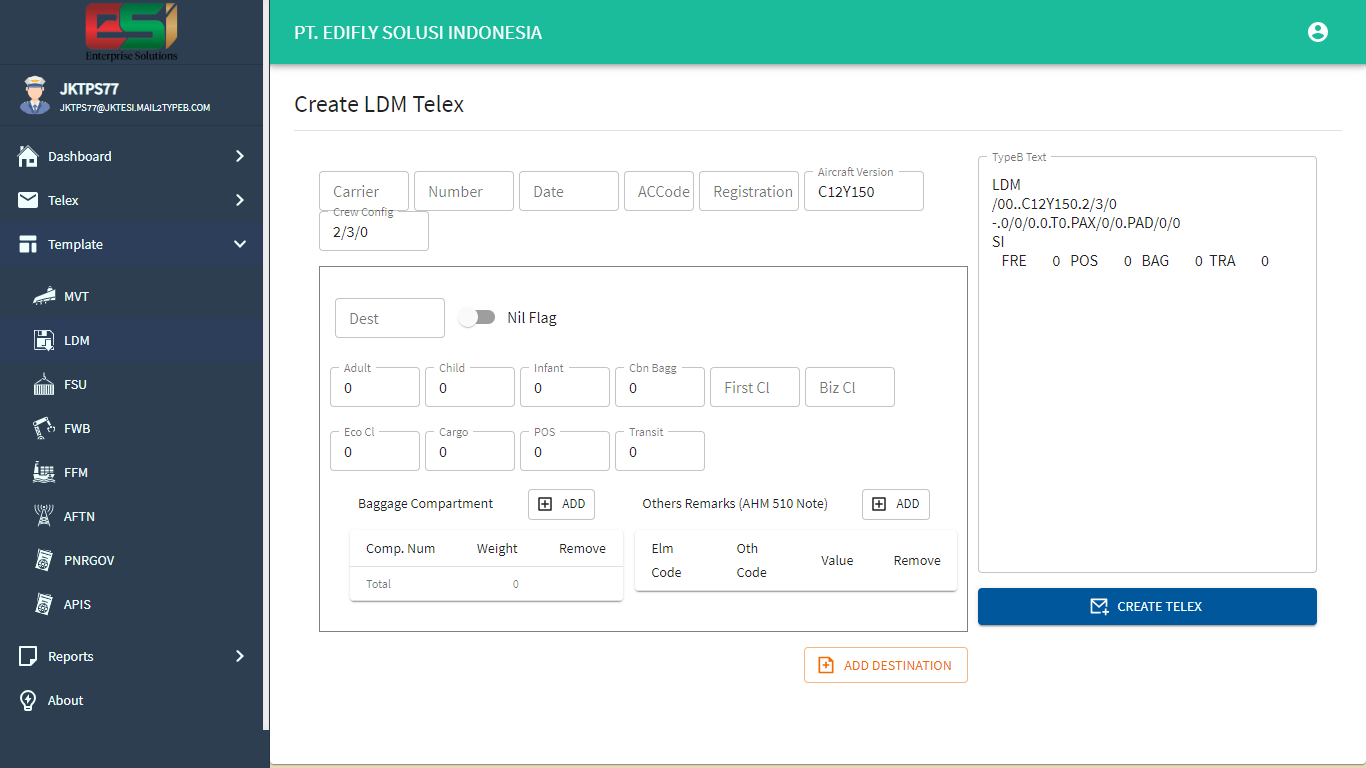 ESI
Enterprise Solutions
JKTPS77
JKTPS77@JKTESI.MAIL2TYPEB.COM
Dashboard
Telex
Template
MVT
LDM
FSU
FWB
FFM
AFTN
PNRGOV
APIS
Reports
About
PT. EDIFLY SOLUSI INDONESIA
Create LDM Telex
Carrier
Number
Date
ACCode
Registration
Aircraft Version
C12Y150
Crew Config
2/3/0
Dest
Nil Flag
Adult
0
Child
0
Infant
0
Cbn Bagg
0
First Cl
Biz Cl
Eco Cl
0
Cargo
0
POS
0
Transit
0
Baggage Compartment
ADD
Comp. Num Weight Remove
Total 0
Others Remarks (AHM 510 Note)
ADD
Elm Code
Oth Code
Value
Remove
ADD DESTINATION
TypeB Text
LDM
/00..C12Y150.2/3/0
-.0/0/0.0.T0.PAX/0/0.PAD/0/0
SI
FRE 0 POS 0 BAG 0 TRA 0
CREATE TELEX